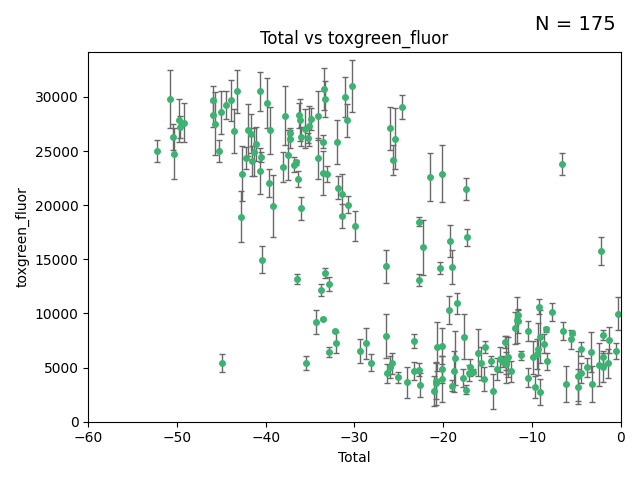 N = 175
Total vs toxgreen_fluor
30000
25000
20000
15000
10000
5000
0
toxgreen_fluor
−60 −50 −40 −30 −20 −10 0
Total